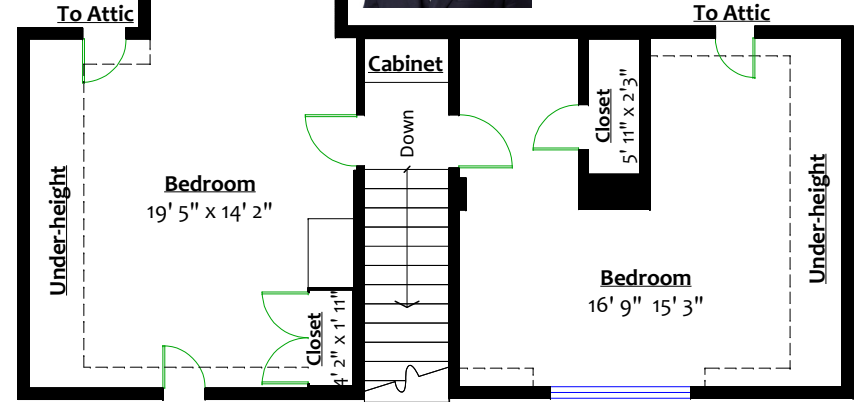 To Attic
To Attic
Cabinet
Closet
5' 11" x 2'3"
Down
Under-height
Bedroom
19' 5" x 14' 2"
Under-height
Bedroom
16' 9"  15' 3"
Closet
4' 2" x 1' 11"